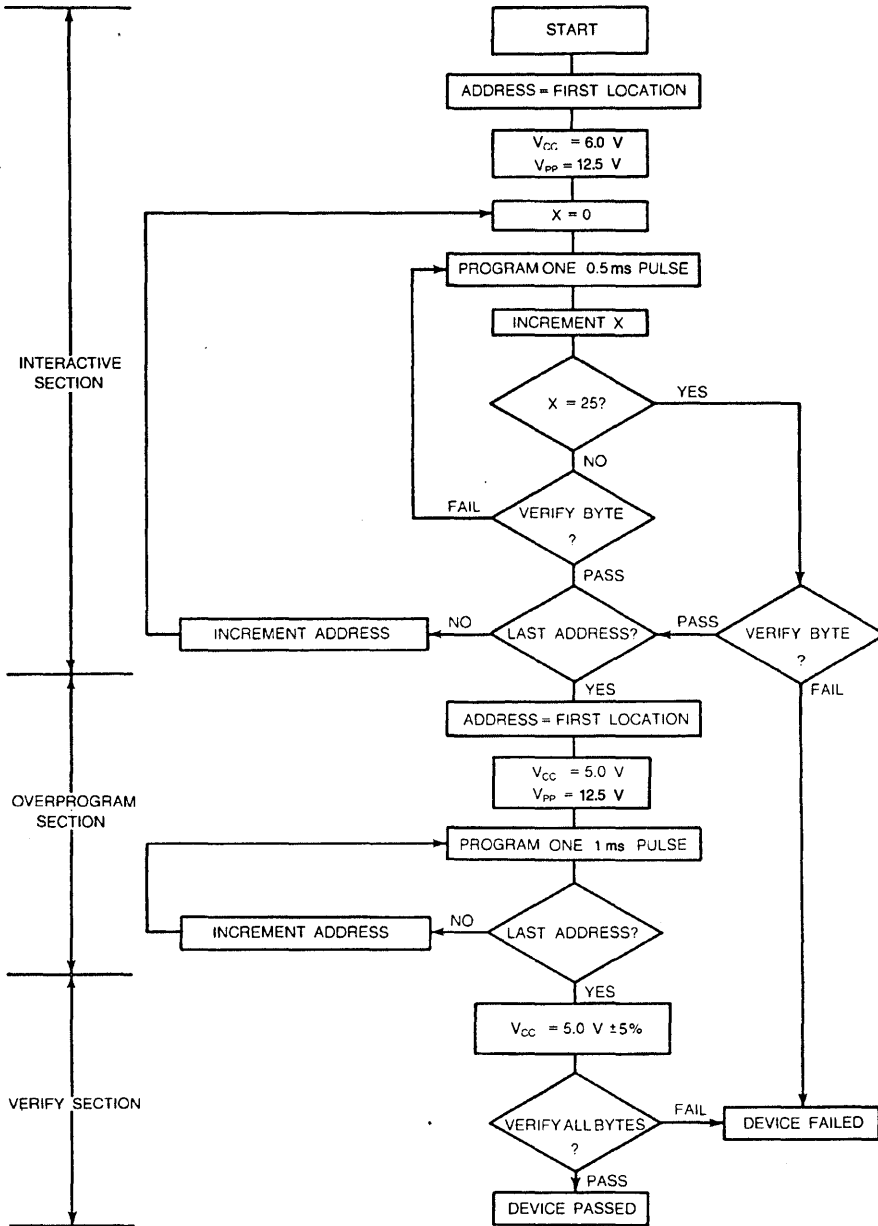 START
ADDRESS = FIRST LOCATION
VCC = 6.0 V
VPP = 12.5 V
X = 0
PROGRAM ONE 0.5 ms PULSE
INCREMENT X
INTERACTIVE
SECTION
X = 25?
YES
NO
FAIL
VERIFY BYTE
?
PASS
INCREMENT ADDRESS
NO
LAST ADDRESS?
PASS
VERIFY BYTE
?
YES
FAIL
ADDRESS = FIRST LOCATION
VCC = 5.0 V
VPP = 12.5 V
OVERPROGRAM
SECTION
PROGRAM ONE 1 ms PULSE
INCREMENT ADDRESS
NO
LAST ADDRESS?
YES
VCC = 5.0 V ±5%
VERIFY SECTION
VERIFY ALL BYTES
?
FAIL
DEVICE FAILED
PASS
DEVICE PASSED